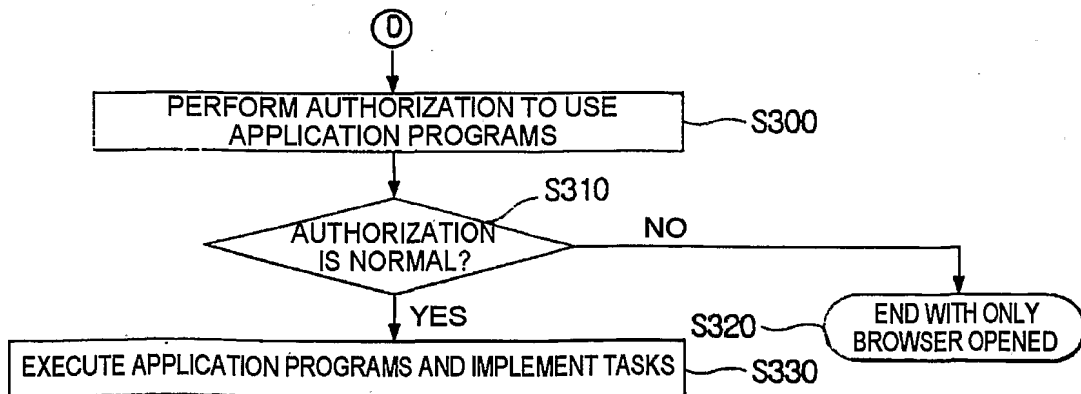 0
PERFORM AUTHORIZATION TO USE
APPLICATION PROGRAMS
S300
S310
AUTHORIZATION
IS NORMAL?
NO
YES
S320
END WITH ONLY
BROWSER OPENED
EXECUTE APPLICATION PROGRAMS AND IMPLEMENT TASKS
S330